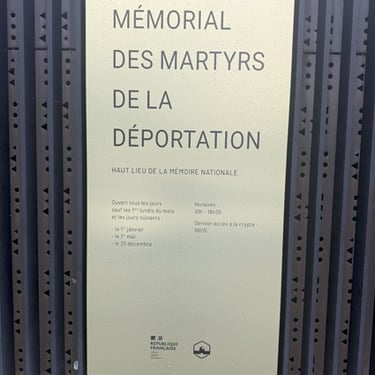 MÉMORIAL
DES MARTYRS
DE LA
DÉPORTATION
HAUT LIEU DE LA MÉMOIRE NATIONALE
Ouvert tous les jours
sauf les 1ers lundis du mois
et les jours suivants :
- le 1er janvier
- le 1er mai
- le 25 décembre
Horaires :
10h - 18h30
Dernier accès à la crypte :
18h15
RÉPUBLIQUE
FRANÇAISE